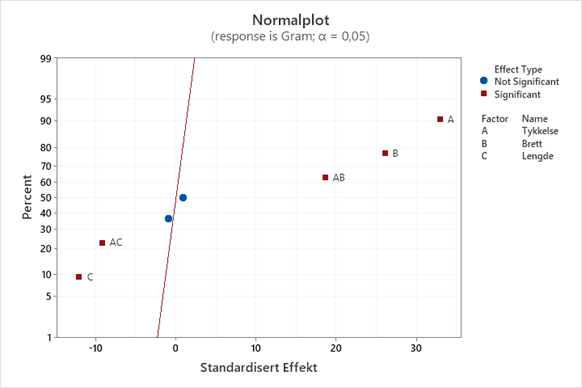 Normalplot
(response is Gram; α = 0,05)
99
95
90
80
70
60
50
40
30
20
10
5
1
Percent
A
B
AB
AC
C
-10
0
10
20
30
Standardisert Effekt
Effect Type
Not Significant
Significant
Factor Name
A Tykkelse
B Brett
C Lengde